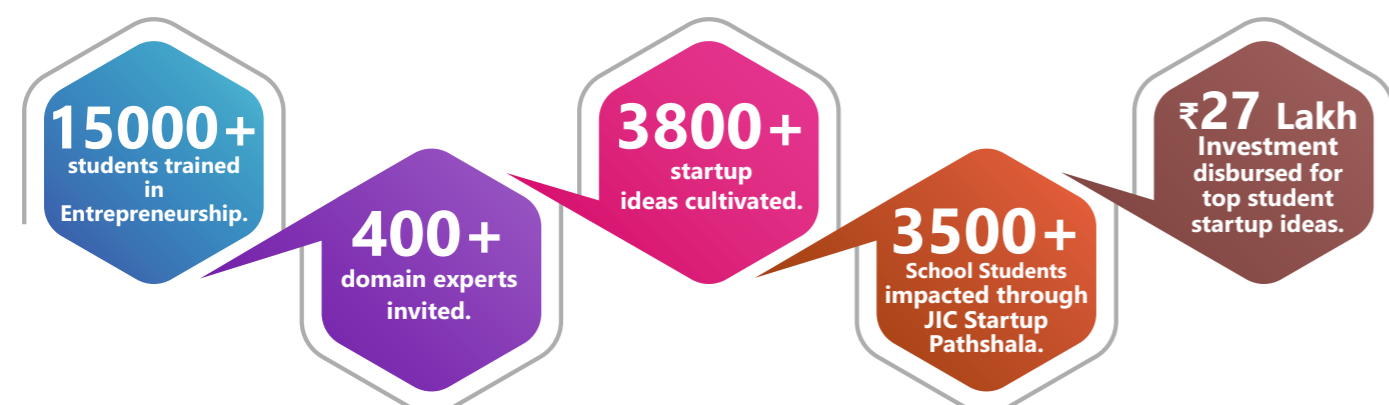 15000+
students trained
in
Entrepreneurship.
400+
domain experts
invited.
3800+
startup
ideas cultivated.
3500+
School Students
impacted through
JIC Startup
Pathshala.
₹27 Lakh
Investment
disbursed for
top student
startup ideas.